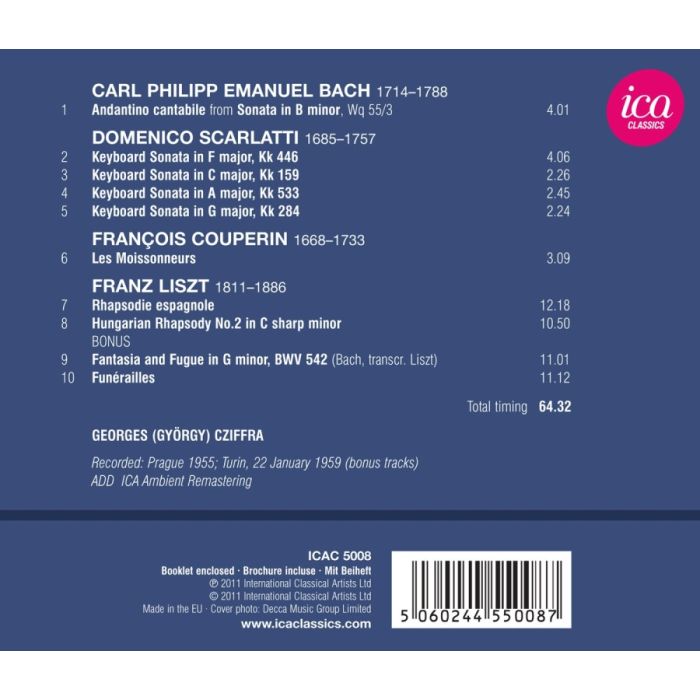 CARL PHILIPP EMANUEL BACH 1714–1788
1 Andantino cantabile from Sonata in B minor, Wq 55/3 4.01
DOMENICO SCARLATTI 1685–1757
2 Keyboard Sonata in F major, Kk 446 4.06
3 Keyboard Sonata in C major, Kk 159 2.26
4 Keyboard Sonata in A major, Kk 533 2.45
5 Keyboard Sonata in G major, Kk 284 2.24
FRANÇOIS COUPERIN 1668–1733
6 Les Moissonneurs 3.09
FRANZ LISZT 1811–1886
7 Rhapsodie espagnole 12.18
8 Hungarian Rhapsody No.2 in C sharp minor 10.50
BONUS
9 Fantasia and Fugue in G minor, BWV 542 (Bach, transcr. Liszt) 11.01
10 Funérailles 11.12
Total timing 64.32
GEORGES (GYÖRGY) CZIFFRA
Recorded: Prague 1955; Turin, 22 January 1959 (bonus tracks)
ADD ICA Ambient Remastering
ica
CLASSICS
ICAC 5008
Booklet enclosed · Brochure incluse · Mit Beiheft
℗ 2011 International Classical Artists Ltd
© 2011 International Classical Artists Ltd
Made in the EU · Cover photo: Decca Music Group Limited
www.icaclassics.com
5 060244 550087